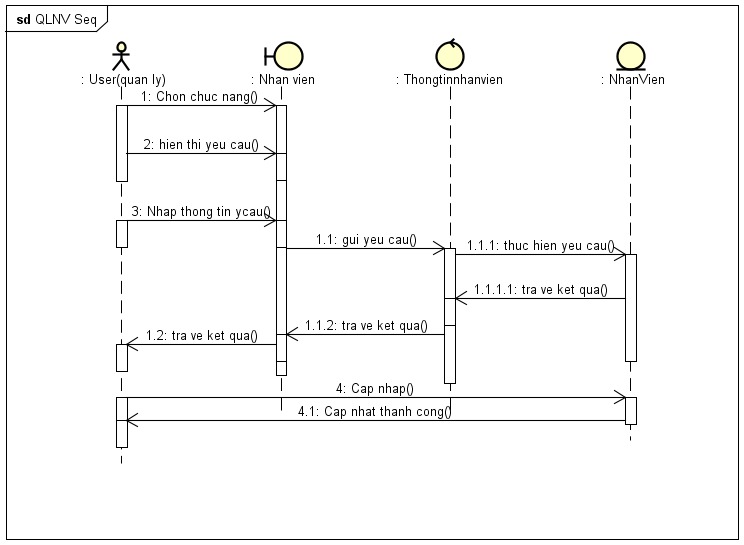 sd QLNV Seq
: User(quan ly)
: Nhan vien
: Thongtinnhanvien
: NhanVien
1: Chon chuc nang()
2: hien thi yeu cau()
3: Nhap thong tin ycau()
1.1: gui yeu cau()
1.1.1: thuc hien yeu cau()
1.1.1.1: tra ve ket qua()
1.1.2: tra ve ket qua()
1.2: tra ve ket qua()
4: Cap nhap()
4.1: Cap nhat thanh cong()